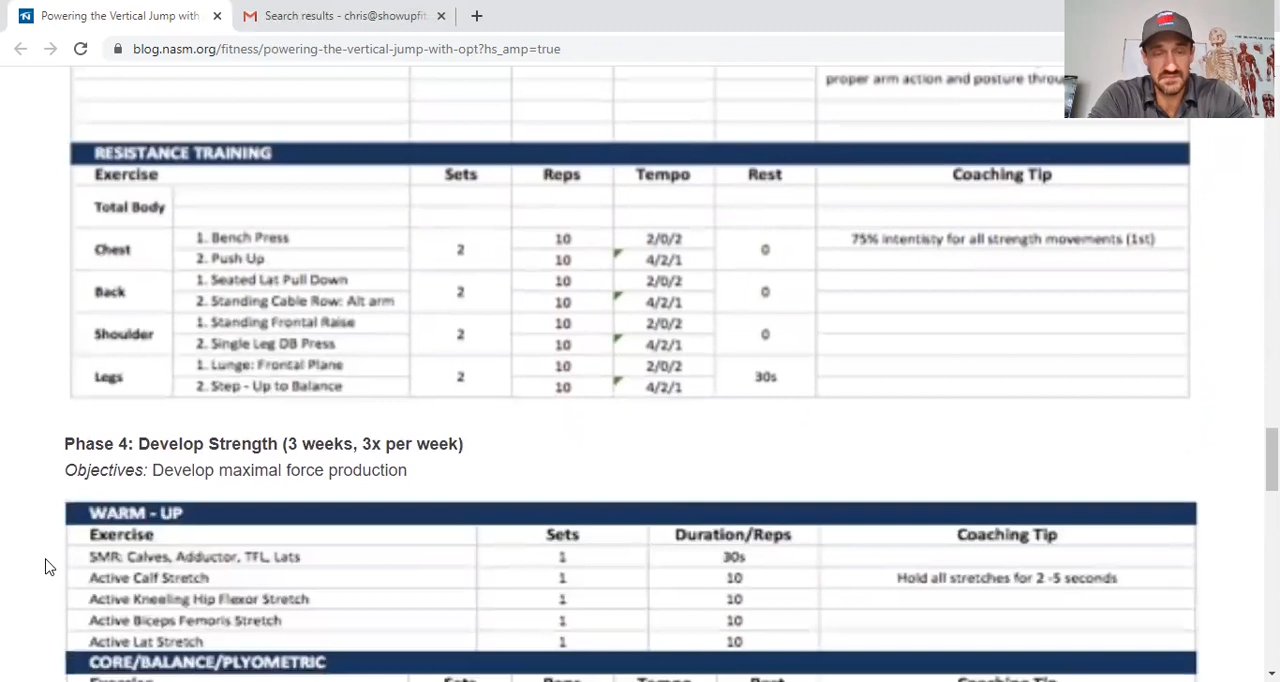 Powering the Vertical Jump with
Search results - chris@showupfit.
blog.nasm.org/fitness/powering-the-vertical-jump-with-opt?hs_amp=true
proper arm action and posture throu
RESISTANCE TRAINING
Exercise Sets Reps Tempo Rest Coaching Tip
Total Body
Chest 1. Bench Press 2 10 2/0/2 0 75% intentisty for all strength movements (1st)
2. Push Up 10 4/2/1
Back 1. Seated Lat Pull Down 2 10 2/0/2 0
2. Standing Cable Row: Alt arm 10 4/2/1
Shoulder 1. Standing Frontal Raise 2 10 2/0/2 0
2. Single Leg DB Press 10 4/2/1
Legs 1. Lunge: Frontal Plane 2 10 2/0/2 30s
2. Step - Up to Balance 10 4/2/1
Phase 4: Develop Strength (3 weeks, 3x per week)
Objectives: Develop maximal force production
WARM - UP
Exercise Sets Duration/Reps Coaching Tip
SMR: Calves, Adductor, TFL, Lats 1 30s
Active Calf Stretch 1 10 Hold all stretches for 2 -5 seconds
Active Kneeling Hip Flexor Stretch 1 10
Active Biceps Femoris Stretch 1 10
Active Lat Stretch 1 10
CORE/BALANCE/PLYOMETRIC
Exercise Sets Reps Tempo Rest Coaching Tip